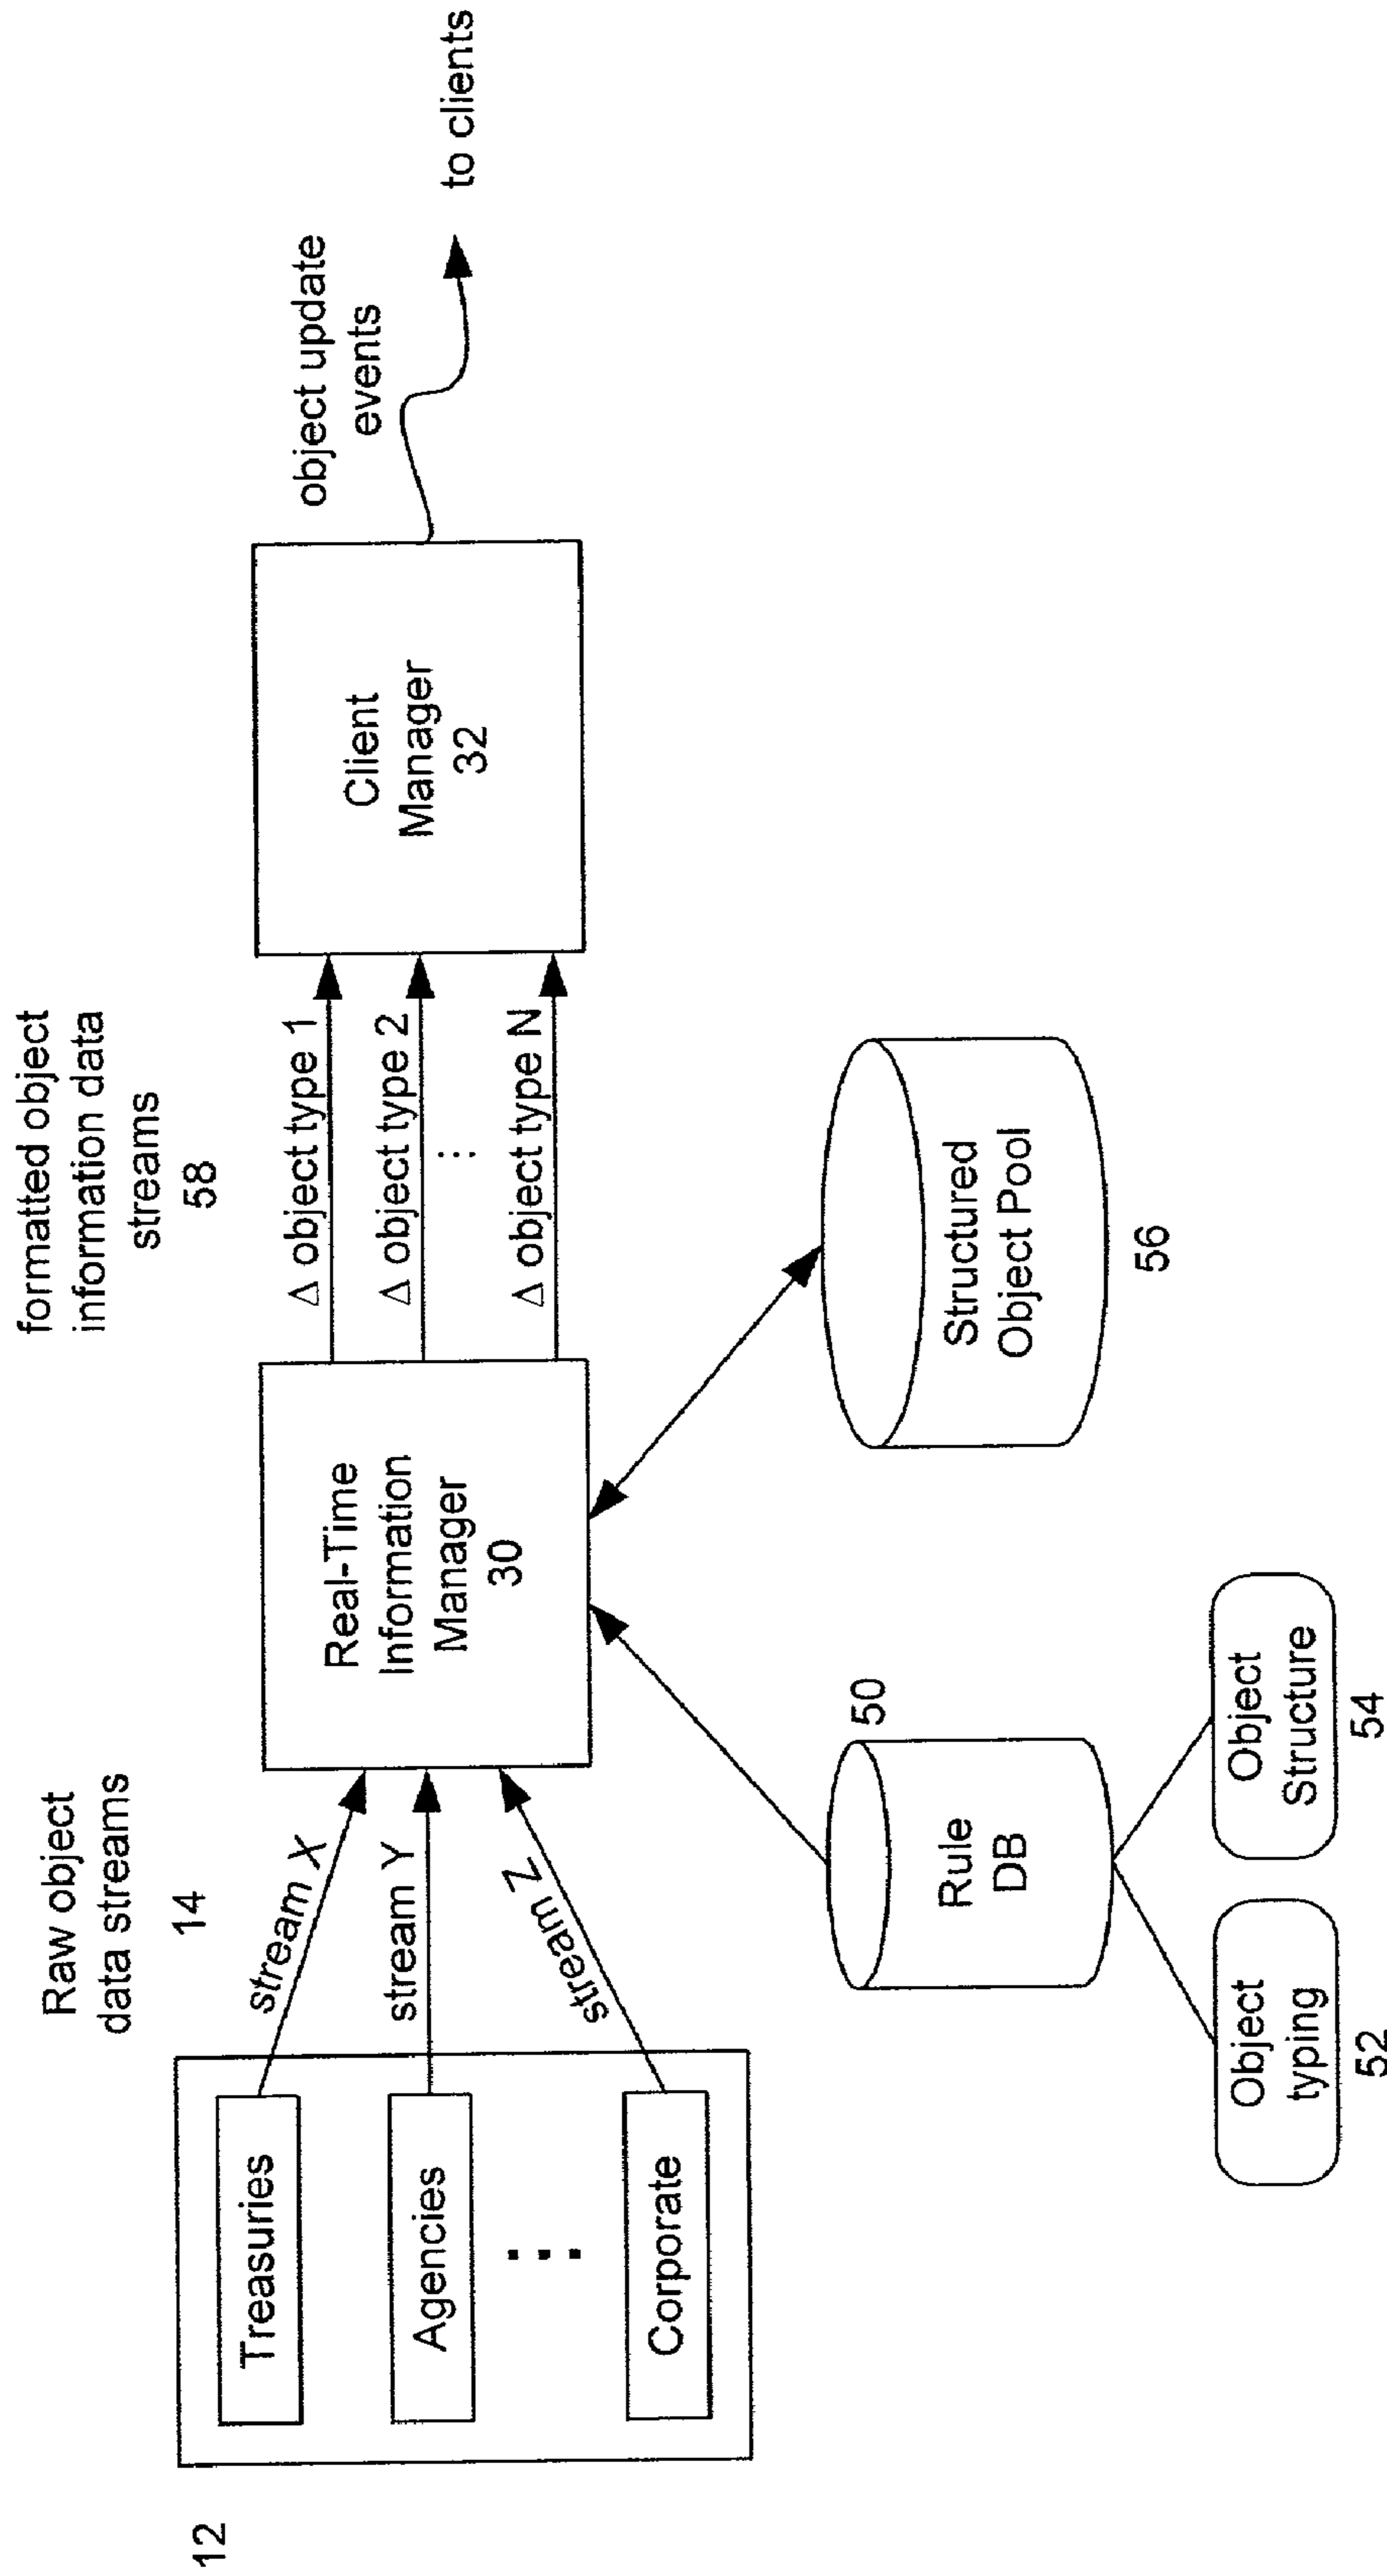 Raw object
data streams
14
formatted object
information data
streams
58
12
Treasuries
Agencies
Corporate
stream X
stream Y
stream Z
Real-Time
Information
Manager
30
Δ object type 1
Δ object type 2
Δ object type N
Client
Manager
32
object update
events
to clients
Rule
DB
50
Structured
Object Pool
56
Object
typing
52
Object
Structure
54